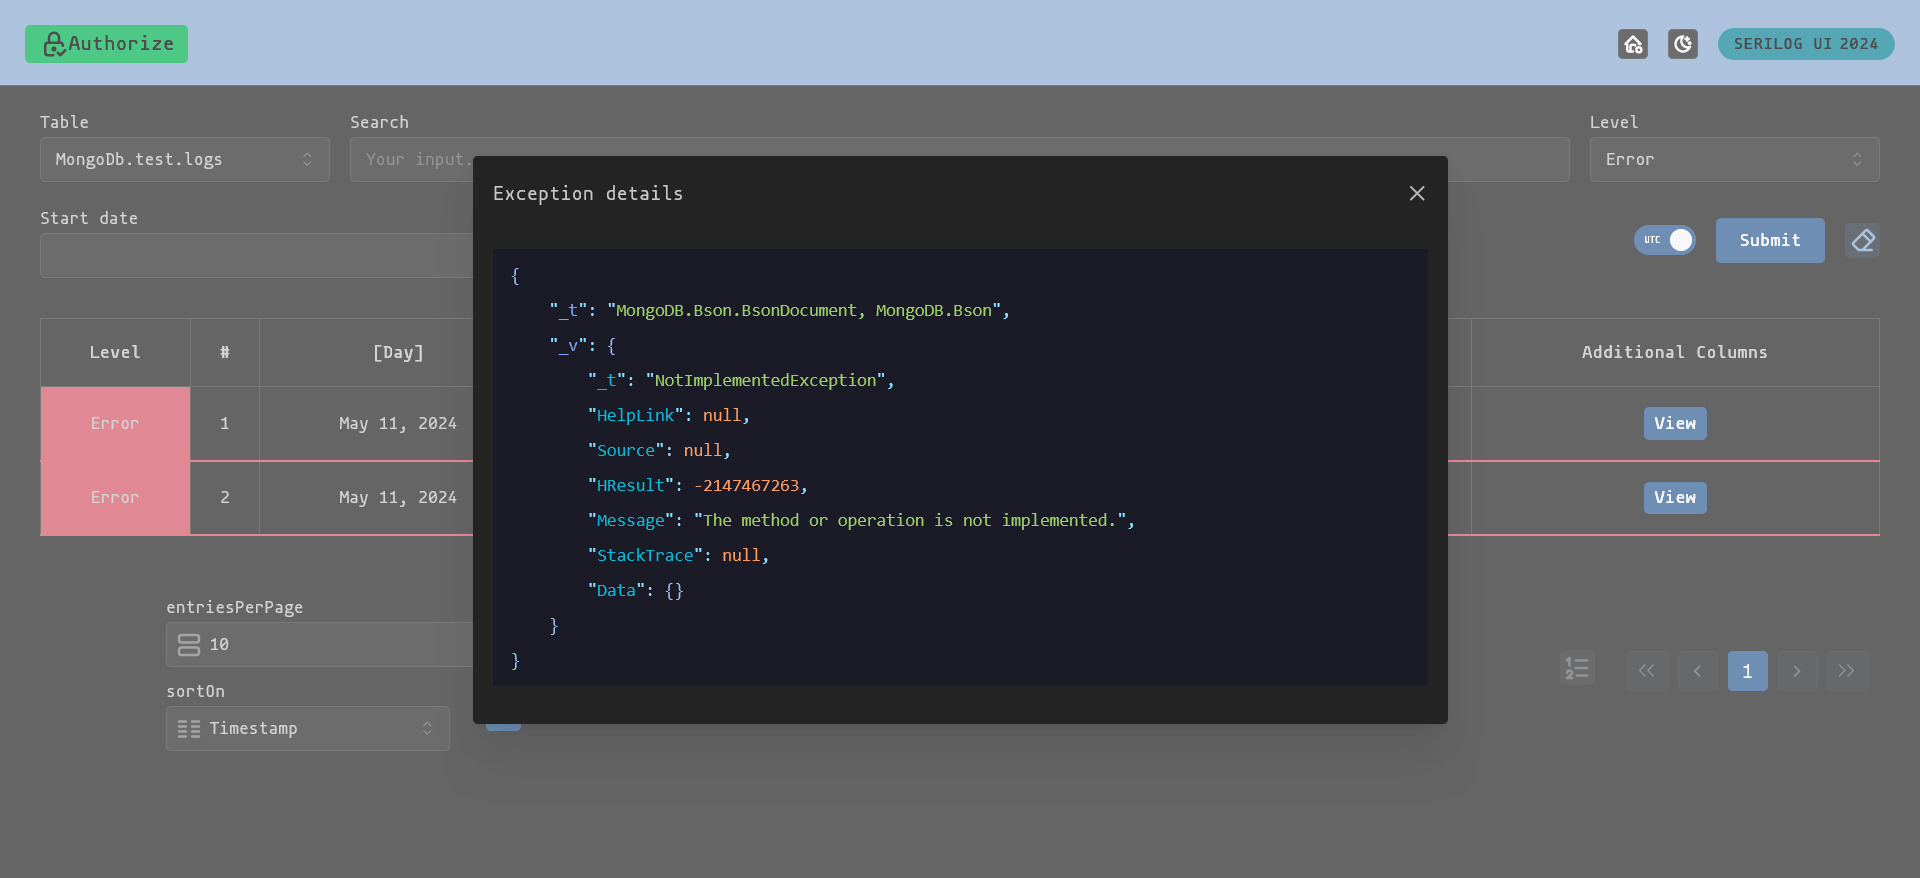 Authorize
SERILOG UI 2024
Table
Search
Level
MongoDb.test.logs
Your input.
Error
Start date
UTC
Submit
Exception details
{
"_t": "MongoDB.Bson.BsonDocument, MongoDB.Bson",
"_v": {
"_t": "NotImplementedException",
"HelpLink": null,
"Source": null,
"HResult": -2147467263,
"Message": "The method or operation is not implemented.",
"StackTrace": null,
"Data": {}
}
}
Level # [Day] Additional Columns
Error 1 May 11, 2024 View
Error 2 May 11, 2024 View
entriesPerPage
10
sortOn
Timestamp
1